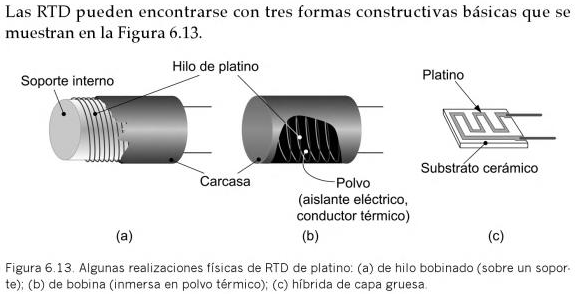 Las RTD pueden encontrarse con tres formas constructivas básicas que se
muestran en la Figura 6.13.
Soporte interno
Hilo de platino
Platino
Carcasa
Polvo
(aislante eléctrico,
conductor térmico)
Substrato cerámico
(a)
(b)
(c)
Figura 6.13. Algunas realizaciones físicas de RTD de platino: (a) de hilo bobinado (sobre un sopor-
te); (b) de bobina (inmersa en polvo térmico); (c) híbrida de capa gruesa.